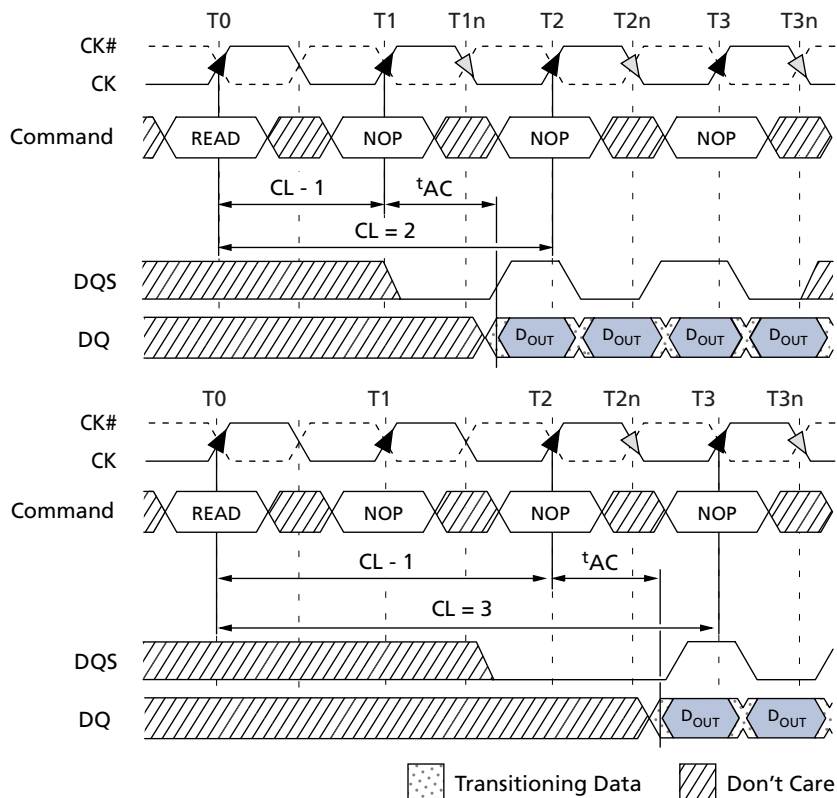 T0 T1 T1n T2 T2n T3 T3n
CK#
CK
Command READ NOP NOP NOP
CL - 1 tAC
CL = 2
DQS
DQ DOUT DOUT DOUT DOUT
T0 T1 T2 T2n T3 T3n
CK#
CK
Command READ NOP NOP NOP
CL - 1 tAC
CL = 3
DQS
DQ DOUT DOUT
Transitioning Data Don't Care